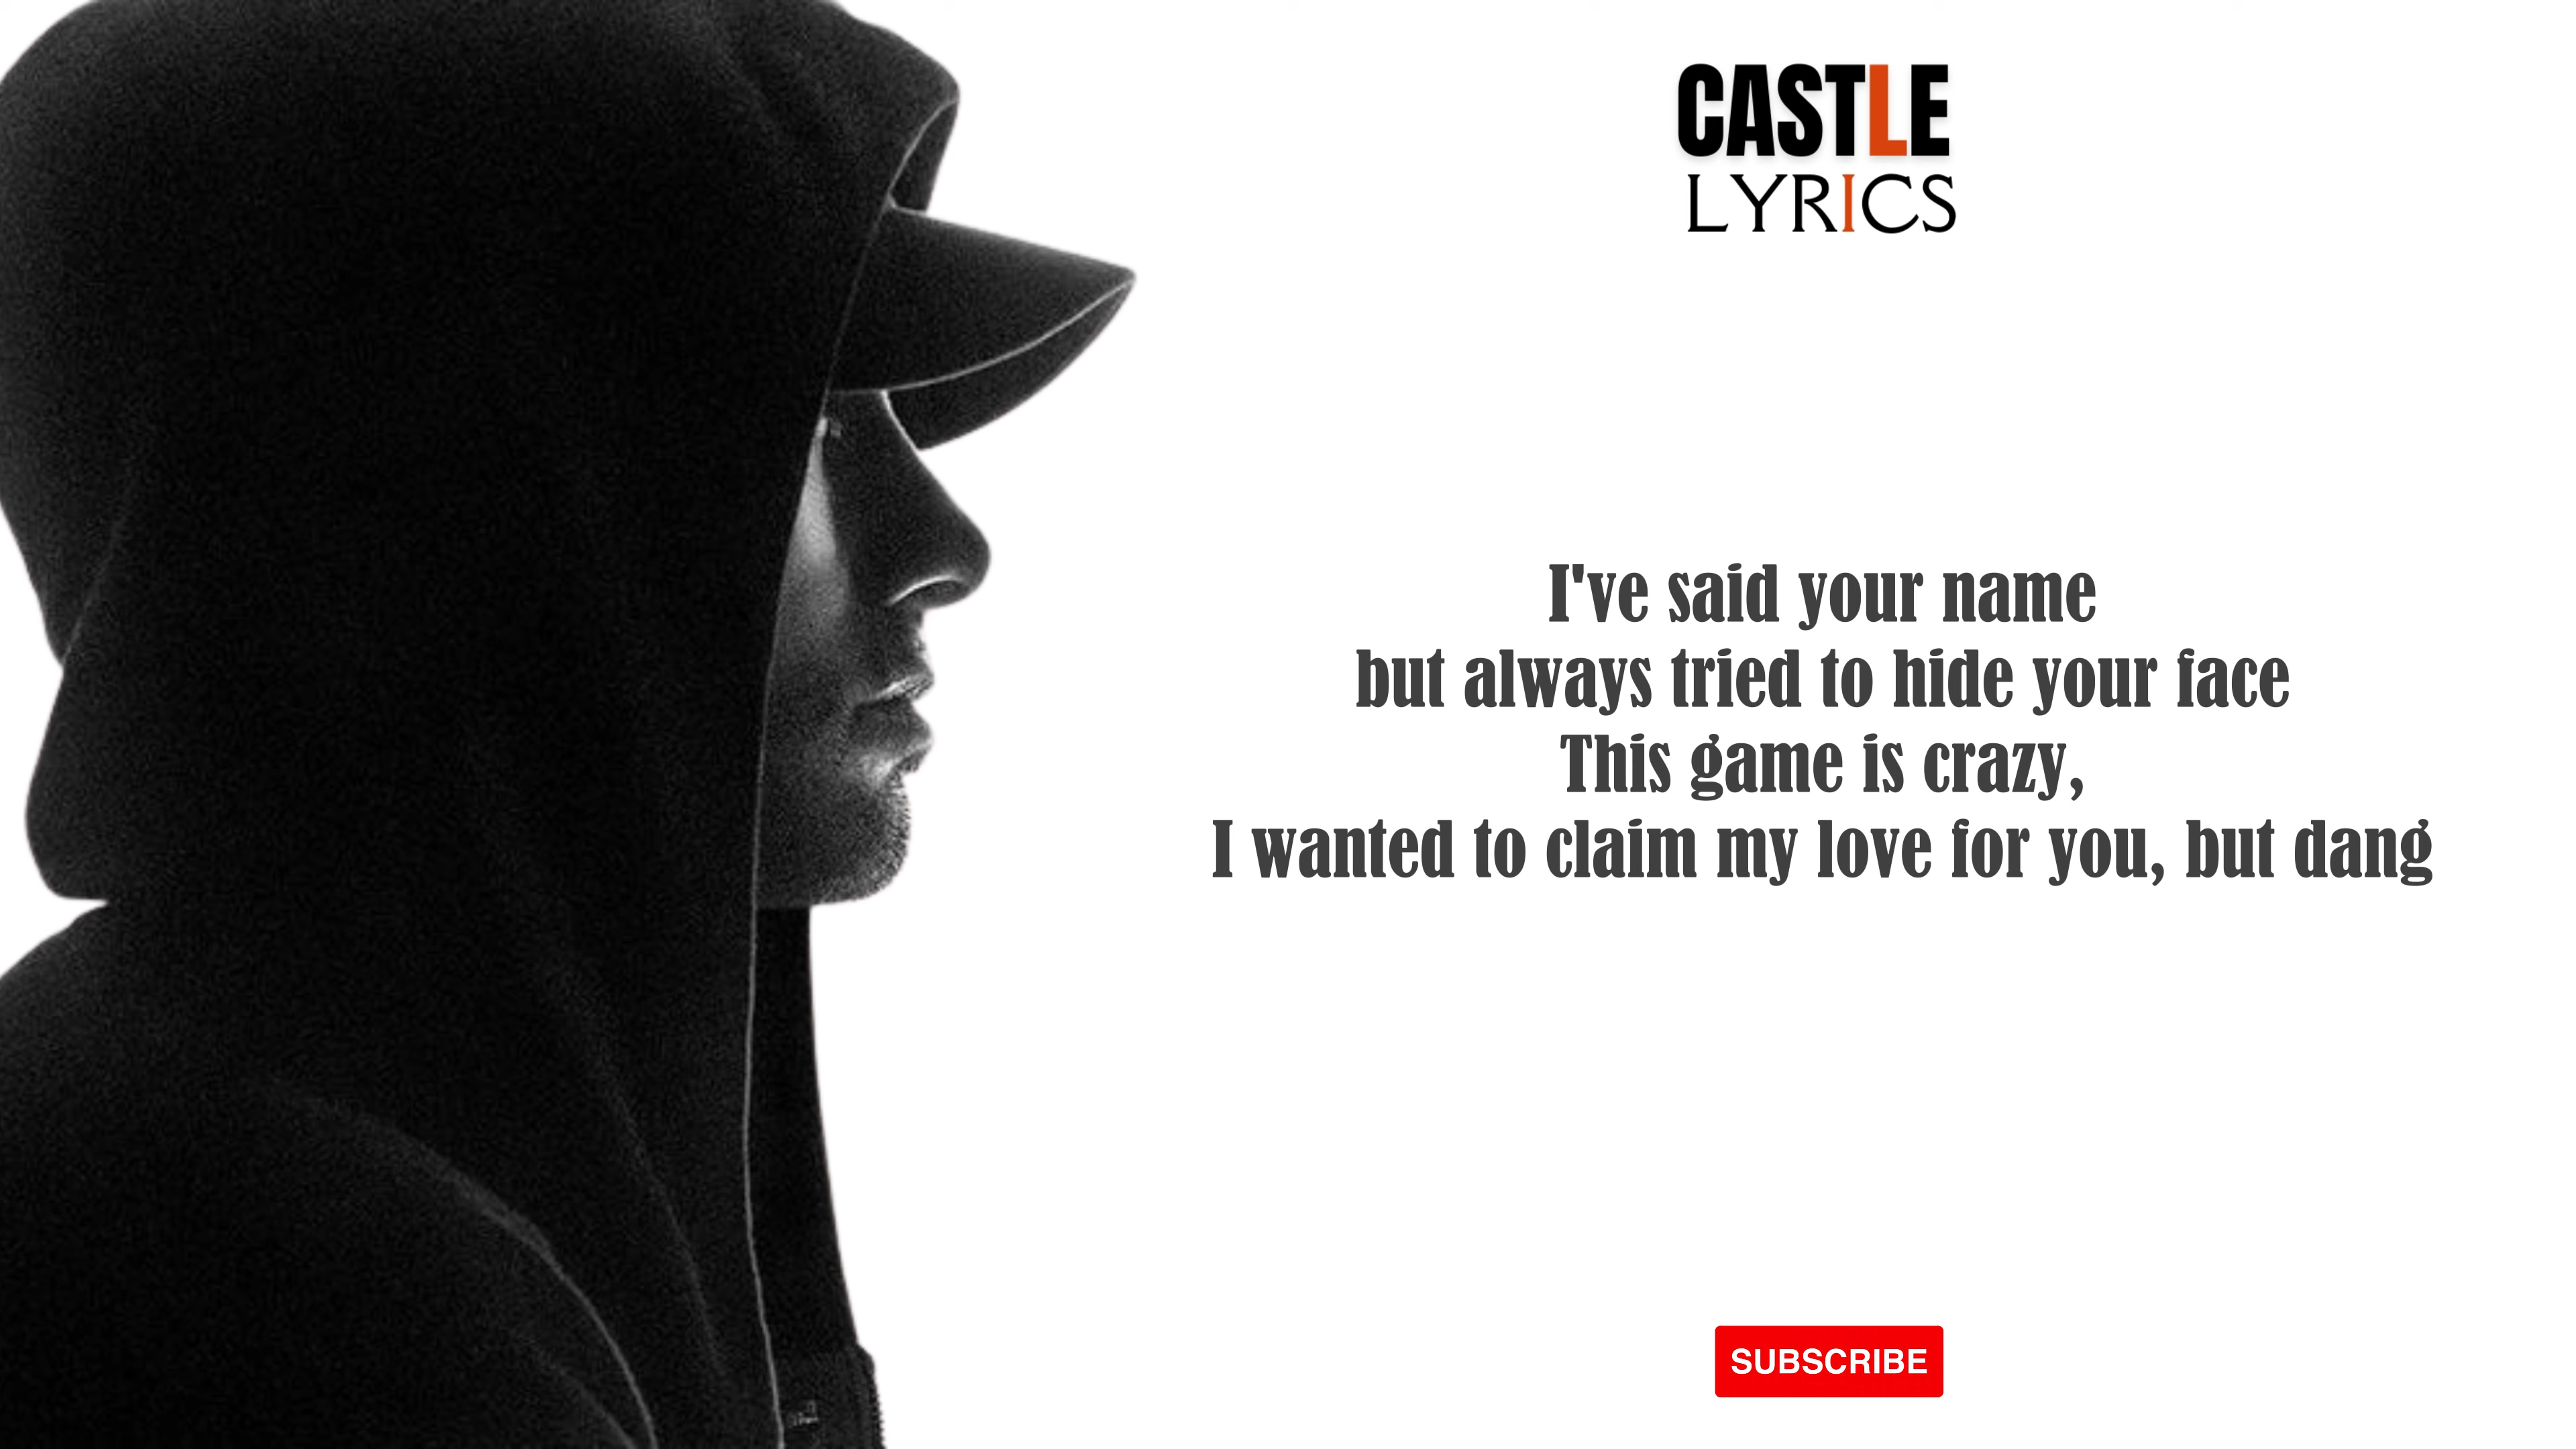 CASTLE
LYRICS
I've said your name
but always tried to hide your face
This game is crazy,
I wanted to claim my love for you, but dang
SUBSCRIBE